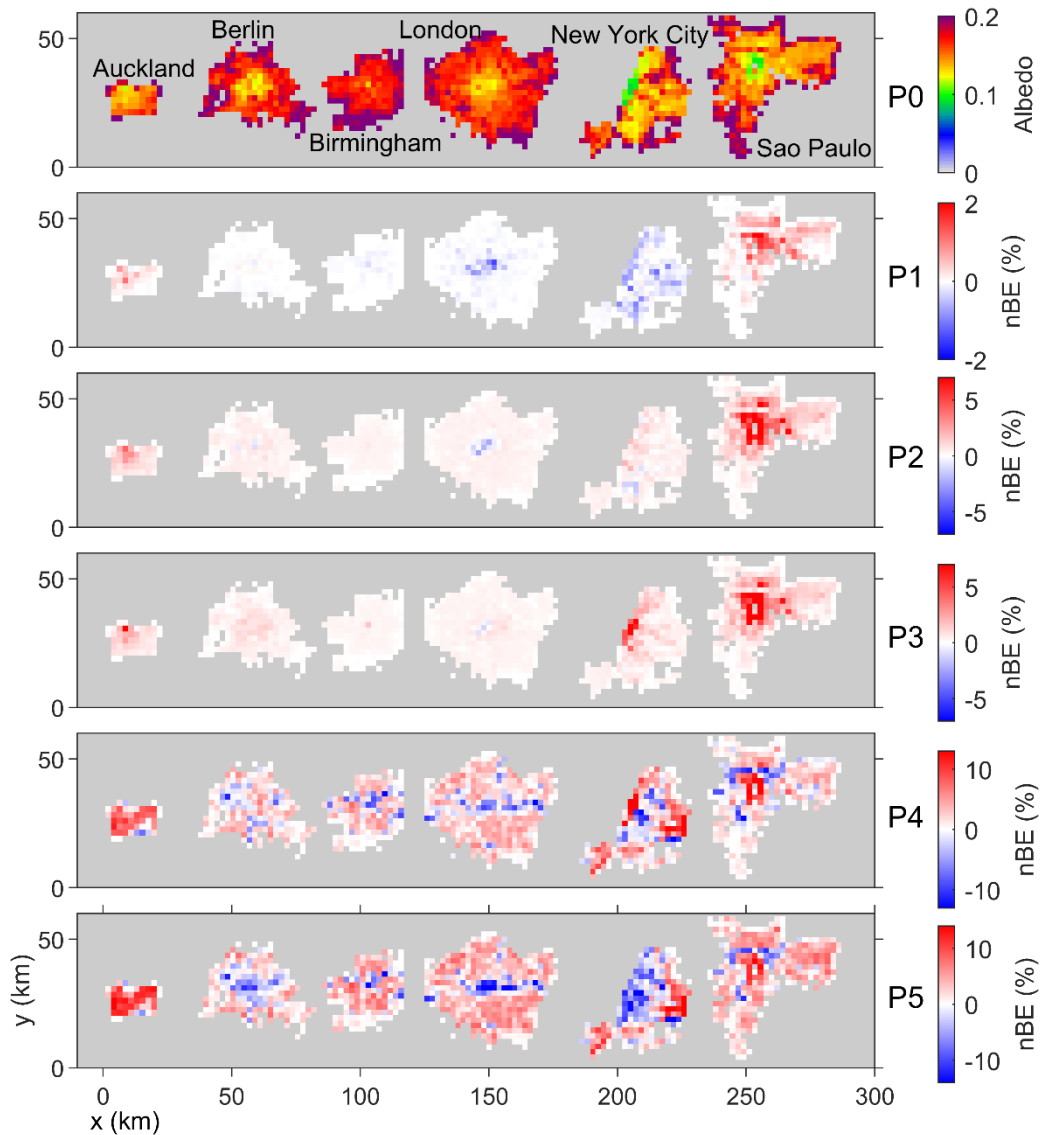 50
0
Auckland
Berlin
Birmingham
London
New York City
Sao Paulo
P0
0.2
0.1
0
Albedo
50
0
P1
2
0
-2
nBE (%)
50
0
P2
5
0
-5
nBE (%)
50
0
P3
5
0
-5
nBE (%)
50
0
P4
10
0
-10
nBE (%)
50
0
y (km)
P5
10
0
-10
nBE (%)
0 50 100 150 200 250 300
x (km)